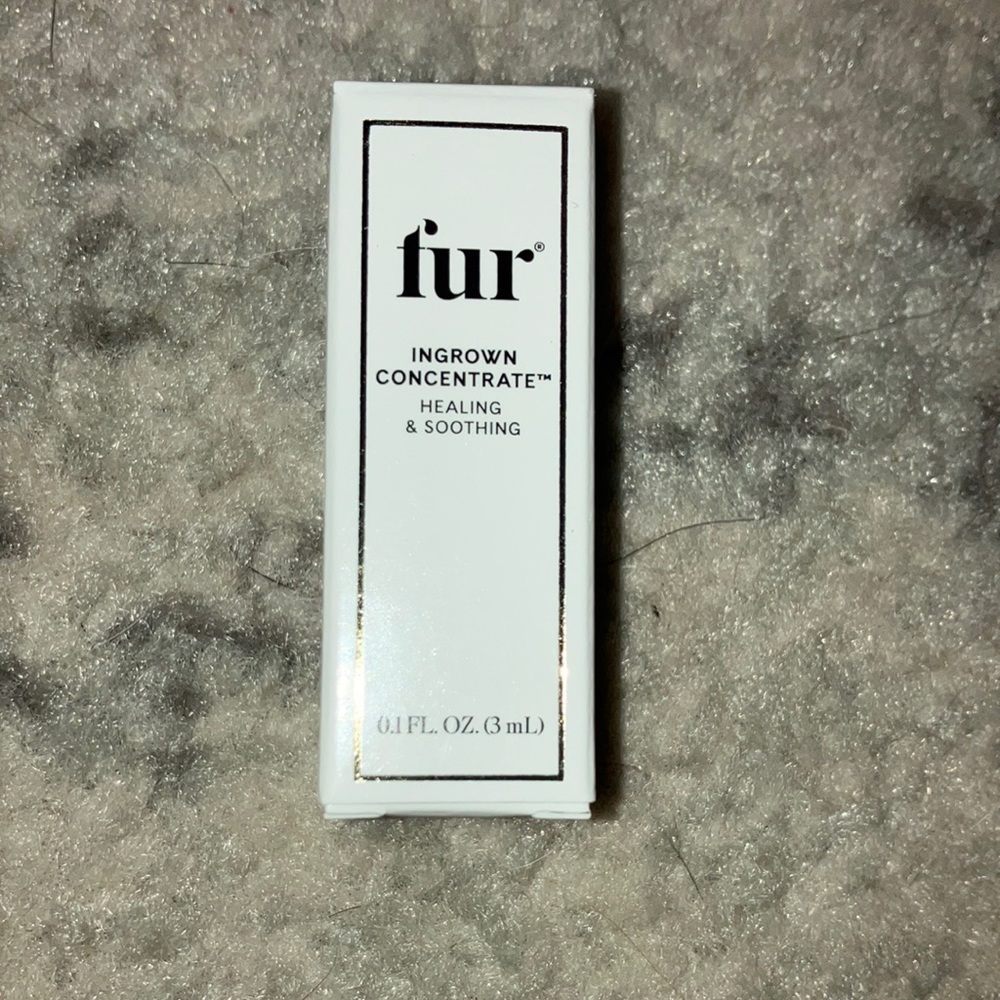 fur®
INGROWN
CONCENTRATE™
HEALING
& SOOTHING
0.1 FL. OZ. (3 mL)